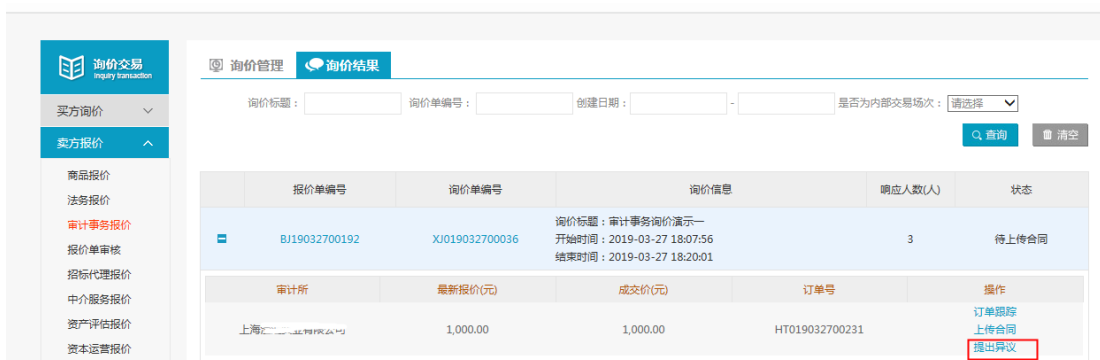 询价交易
Inquiry transaction
买方询价
卖方报价
商品报价
法务报价
审计事务报价
报价单审核
招标代理报价
中介服务报价
资产评估报价
资本运营报价
询价管理 询价结果
询价标题： 询价单编号： 创建日期： - 是否为内部交易场次： 请选择
查询 清空
报价单编号 询价单编号 询价信息 响应人数(人) 状态
询价标题：审计事务询价演示一
BJ19032700192 XJ019032700036 开始时间：2019-03-27 18:07:56 3 待上传合同
结束时间：2019-03-27 18:20:01
审计所 最新报价(元) 成交价(元) 订单号 操作
订单跟踪
上海 有限公司 1,000.00 1,000.00 HT019032700231 上传合同
提出异议